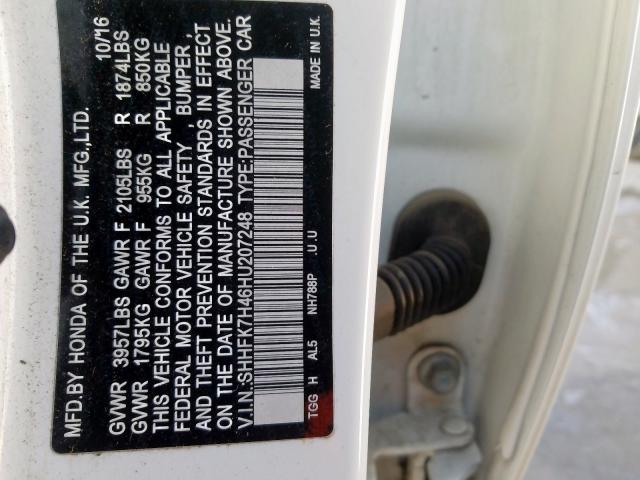 MFD.BY HONDA OF THE U.K. MFG.,LTD. 10/16
GVWR 3957LBS GAWR F 2105LBS R 1874LBS
GVWR 1795KG GAWR F 955KG R 850KG
THIS VEHICLE CONFORMS TO ALL APPLICABLE
FEDERAL MOTOR VEHICLE SAFETY , BUMPER ,
AND THEFT PREVENTION STANDARDS IN EFFECT
ON THE DATE OF MANUFACTURE SHOWN ABOVE.
V.I.N.:SHHFK7H46HU207248 TYPE:PASSENGER CAR
TGG H AL5 NH788P .U.U MADE IN U.K.